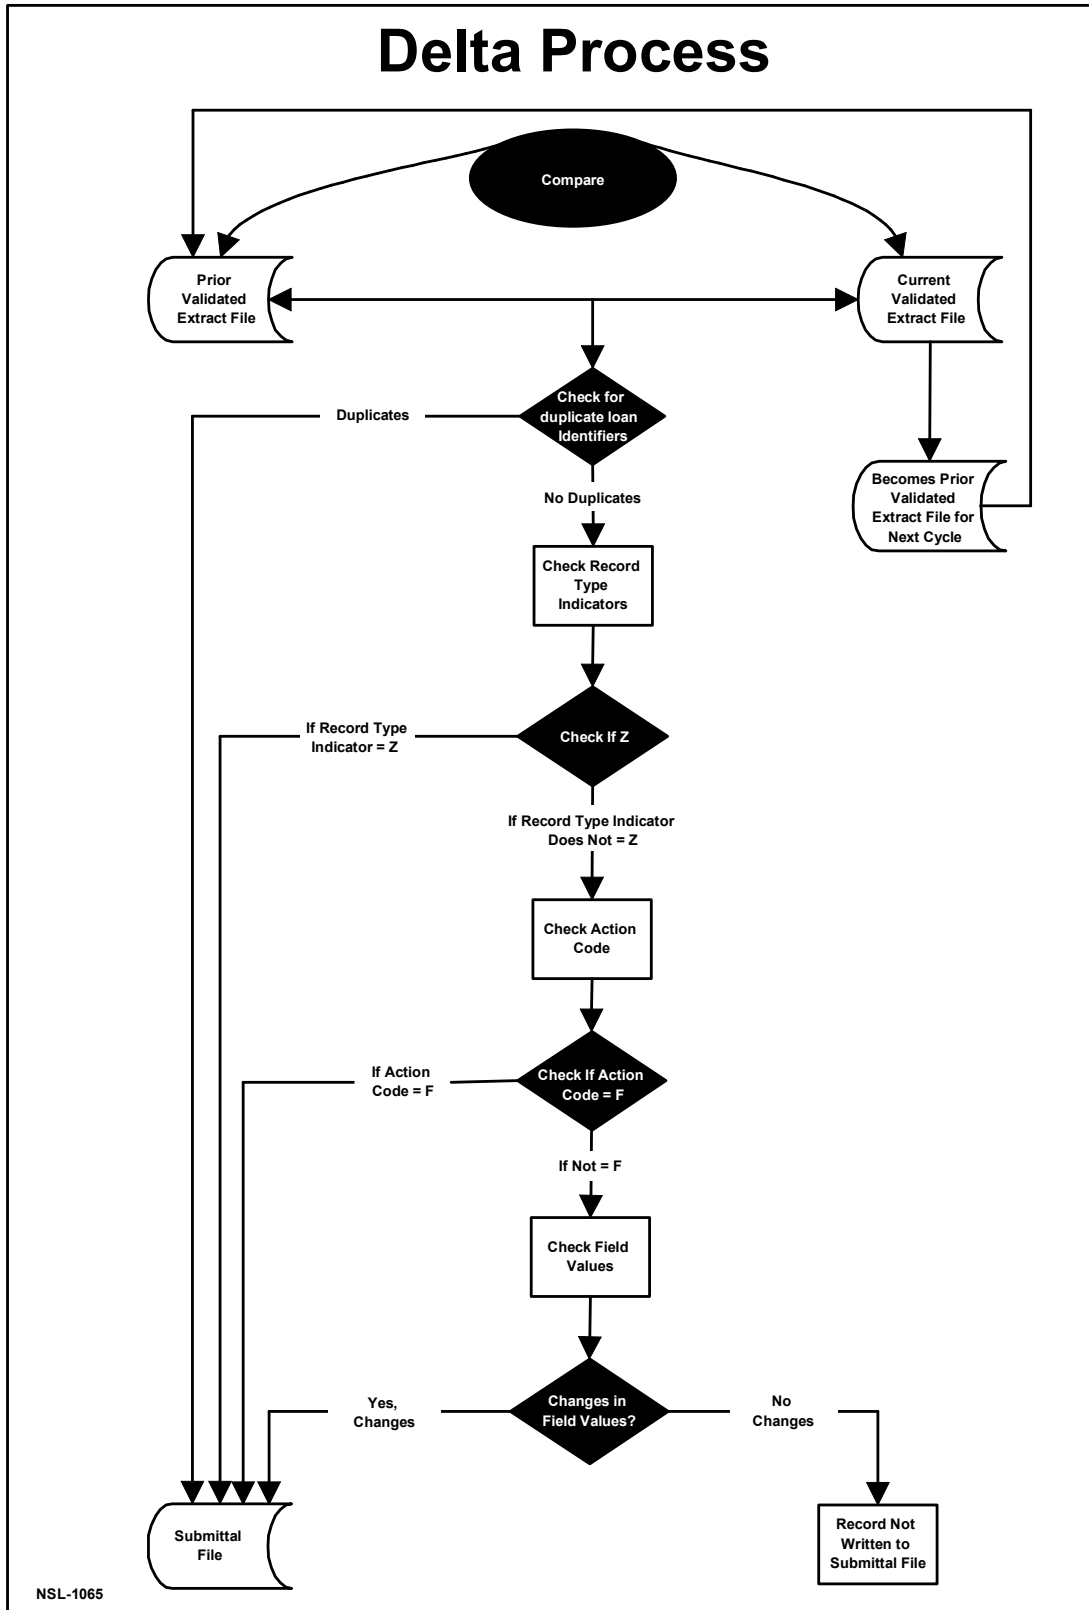 Delta Process
Compare
Prior
Validated
Extract File
Current
Validated
Extract File
Check for
duplicate loan
Identifiers
Duplicates
No Duplicates
Becomes Prior
Validated
Extract File for
Next Cycle
Check Record
Type
Indicators
If Record Type
Indicator = Z
Check If Z
If Record Type Indicator
Does Not = Z
Check Action
Code
If Action
Code = F
Check If Action
Code = F
If Not = F
Check Field
Values
Yes,
Changes
Changes in
Field Values?
No
Changes
Submittal
File
Record Not
Written to
Submittal File
NSL-1065